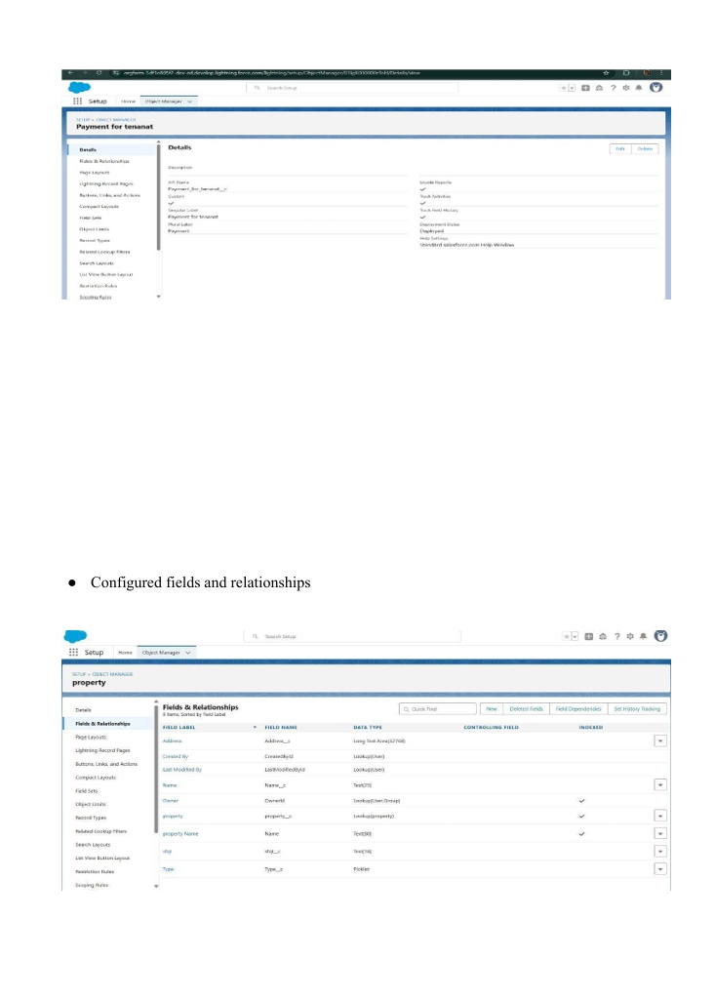 Search Setup
Setup Home Object Manager
SETUP > OBJECT MANAGER
Payment for tenanat
Details
Fields & Relationships
Page Layouts
Lightning Record Pages
Buttons, Links, and Actions
Compact Layouts
Field Sets
Object Limits
Record Types
Related Lookup Filters
Search Layouts
List View Button Layout
Restriction Rules
Scoping Rules
Details
Edit Delete
Description
API Name
Payment_for_tenanat__c
Custom
Singular Label
Payment for tenanat
Plural Label
Payment
Enable Reports
Track Activities
Track Field History
Deployment Status
Deployed
Help Settings
Standard salesforce.com Help Window
● Configured fields and relationships
Search Setup
Setup Home Object Manager
SETUP > OBJECT MANAGER
property
Details
Fields & Relationships
Page Layouts
Lightning Record Pages
Buttons, Links, and Actions
Compact Layouts
Field Sets
Object Limits
Record Types
Related Lookup Filters
Search Layouts
List View Button Layout
Restriction Rules
Scoping Rules
Fields & Relationships
9 Items, Sorted by Field Label
Quick Find New Deleted Fields Field Dependencies Set History Tracking
FIELD LABEL FIELD NAME DATA TYPE CONTROLLING FIELD INDEXED
Address Address__c Long Text Area(32768)
Created By CreatedById Lookup(User)
Last Modified By LastModifiedById Lookup(User)
Name Name__c Text(25)
Owner OwnerId Lookup(User,Group)
property property__c Lookup(property)
property Name Name Text(80)
Text(18)
Type Type__c Picklist